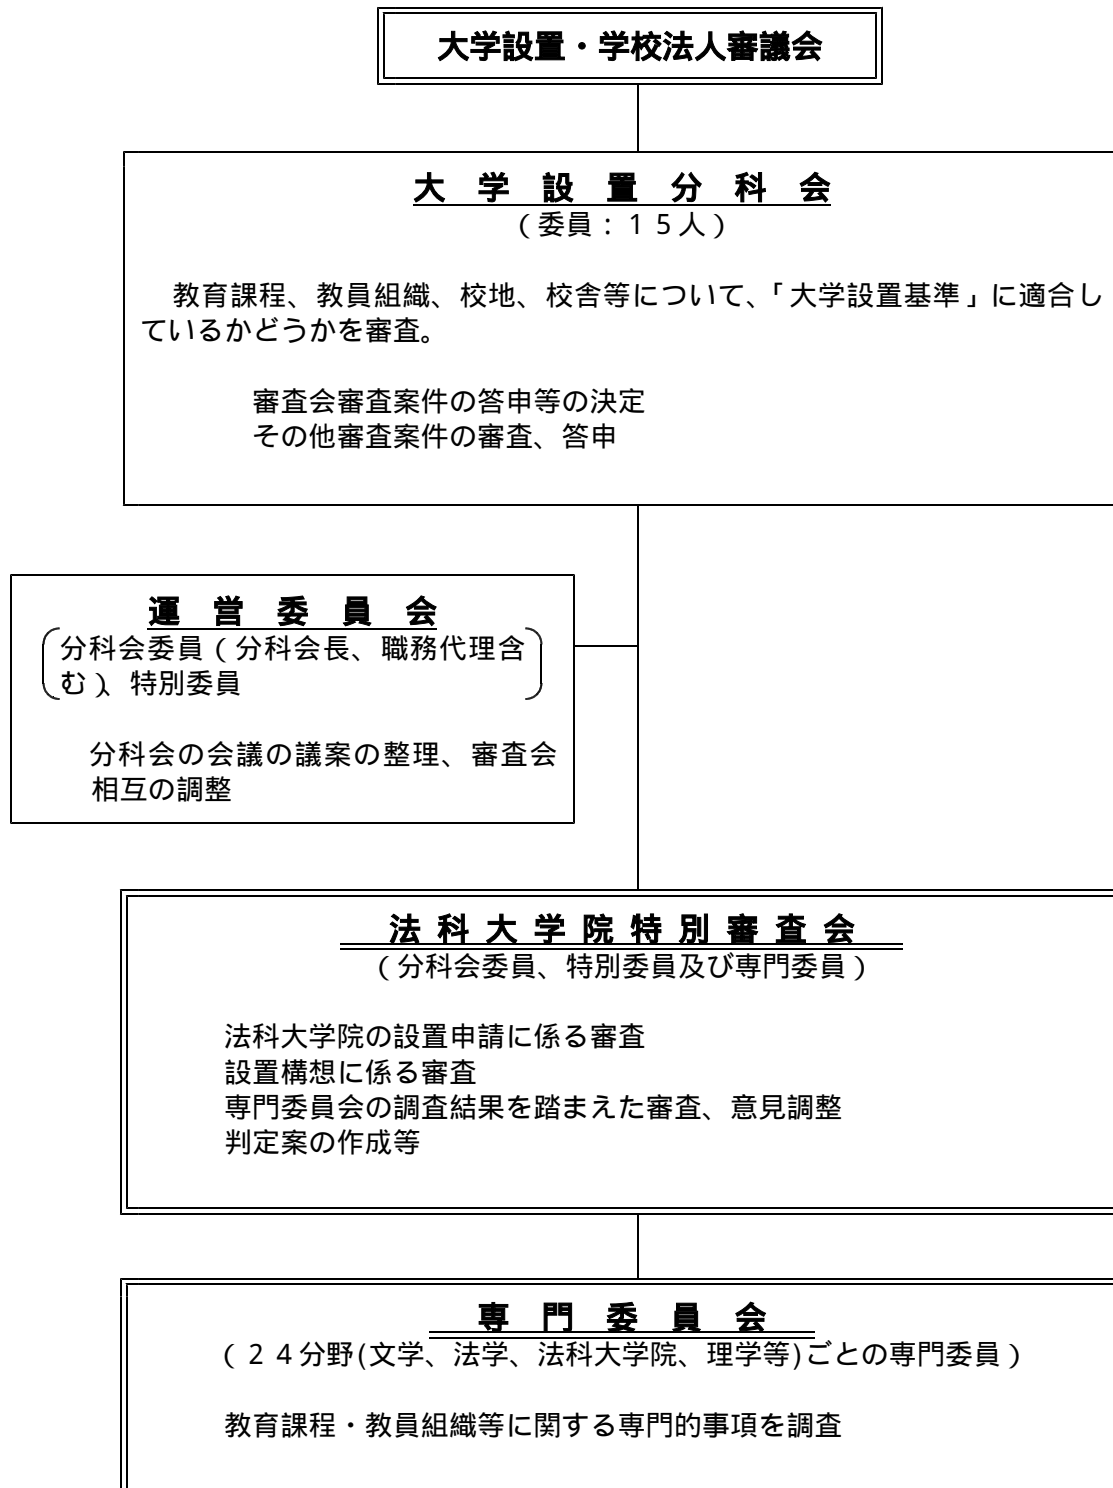 大学設置・学校法人審議会
大　学　設　置　分　科　会
（委員：１５人）
教育課程、教員組織、校地、校舎等について、「大学設置基準」に適合し
ているかどうかを審査。
審査会審査案件の答申等の決定
その他審査案件の審査、答申
運　営　委　員　会
分科会委員（分科会長、職務代理含
む）、特別委員
分科会の会議の議案の整理、審査会
相互の調整
法科大学院特別審査会
（分科会委員、特別委員及び専門委員）
法科大学院の設置申請に係る審査
設置構想に係る審査
専門委員会の調査結果を踏まえた審査、意見調整
判定案の作成等
専　門　委　員　会
（２４分野(文学、法学、法科大学院、理学等)ごとの専門委員）
教育課程・教員組織等に関する専門的事項を調査